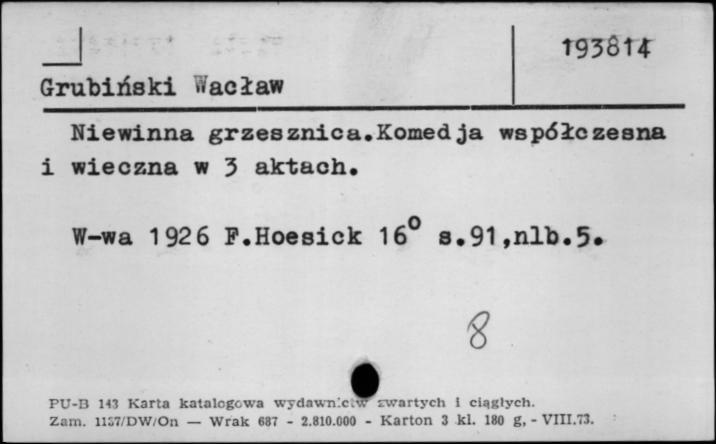 193814
Grubiński Wacław
Niewinna grzesznica.Komedja współczesna
i wieczna w 3 aktach.
W-wa 1926 F.Hoesick 16° s.91,nlb.5.
8
PU-B 143 Karta katalogowa wydawnictw zwartych i ciągłych.
Zam. 1157/DW/On — Wrak 687 - 2.810.000 - Karton 3 kl. 180 g, - VIII.73.